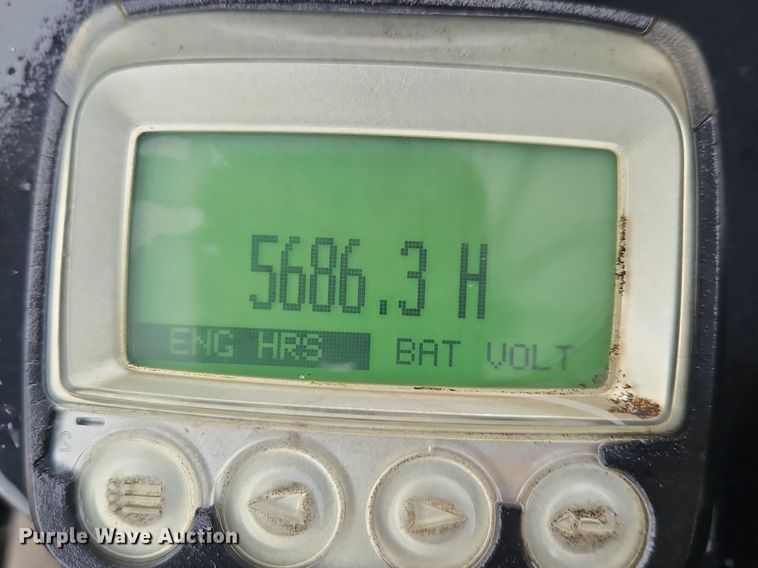 5686.3 H
ENG HRS BAT VOLT
Purple Wave Auction®